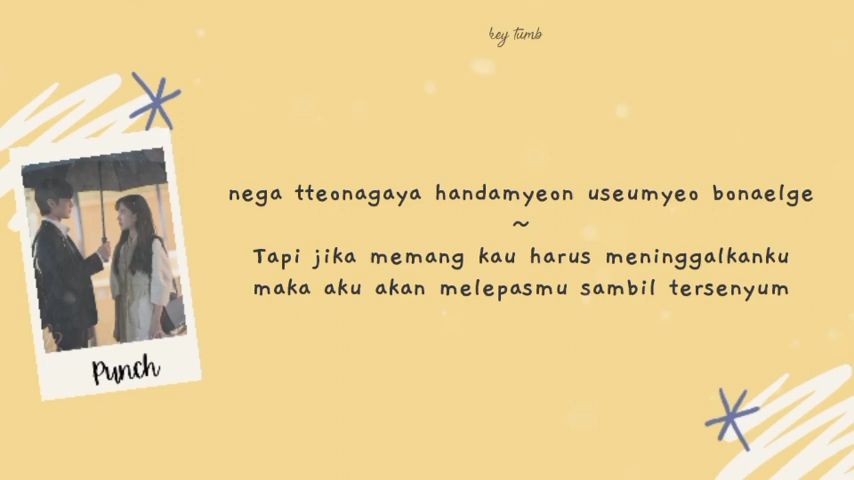 key tumb
nega tteonagaya handamyeon useumyeo bonaelge
~
Tapi jika memang kau harus meninggalkanku
maka aku akan melepasmu sambil tersenyum
Punch